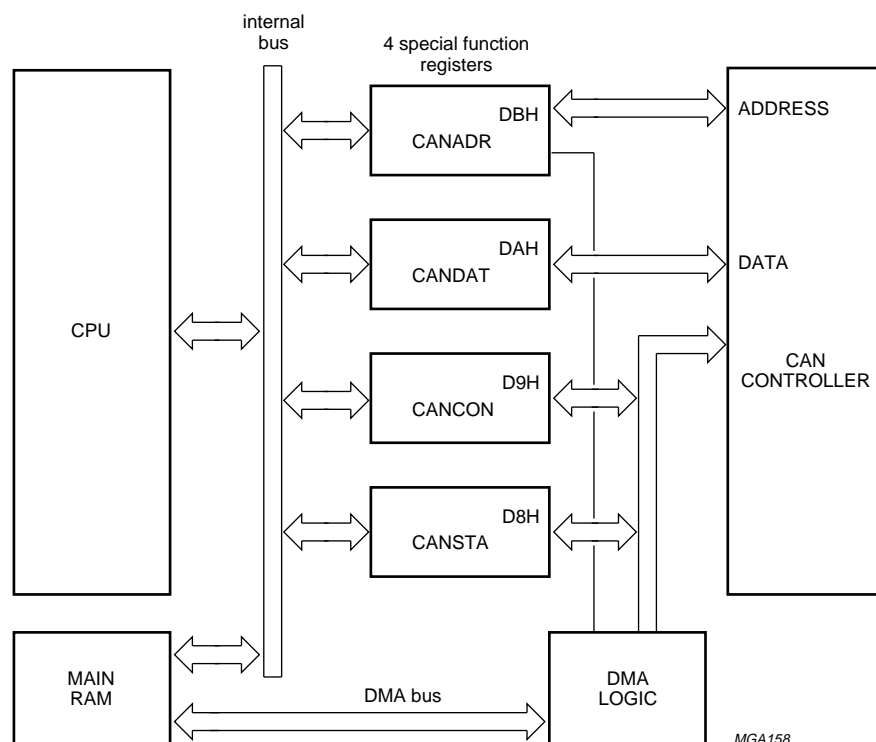 internal
bus
4 special function
registers
DBH
CANADR
ADDRESS
DAH
CANDAT
DATA
CPU
D9H
CANCON
CAN
CONTROLLER
D8H
CANSTA
MAIN
RAM
DMA bus
DMA
LOGIC
MGA158